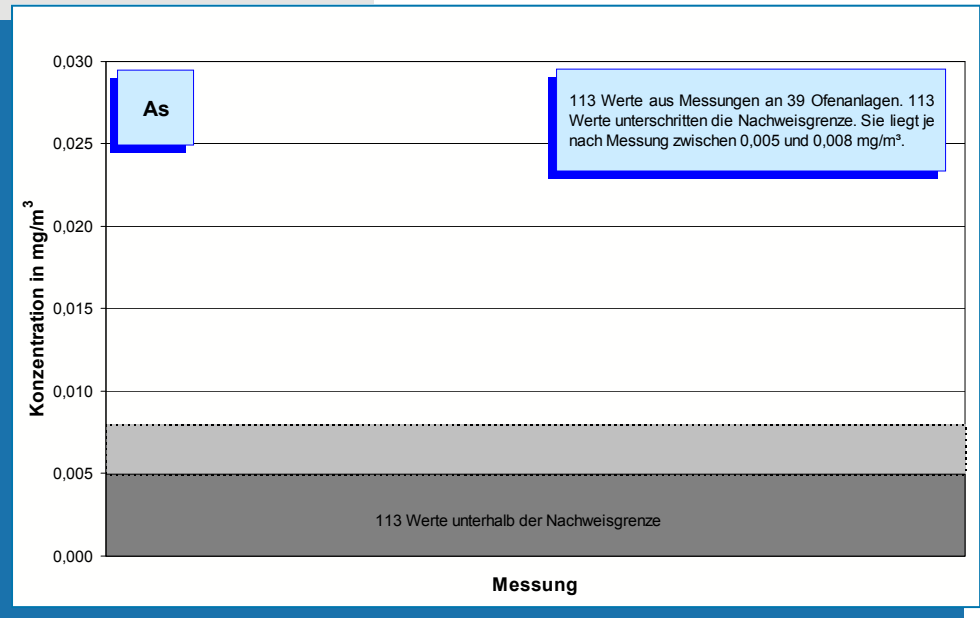 As
113 Werte aus Messungen an 39 Ofenanlagen. 113
Werte unterschritten die Nachweisgrenze. Sie liegt je
nach Messung zwischen 0,005 und 0,008 mg/m³.
Konzentration in mg/m³
0,030
0,025
0,020
0,015
0,010
0,005
0,000
113 Werte unterhalb der Nachweisgrenze
Messung